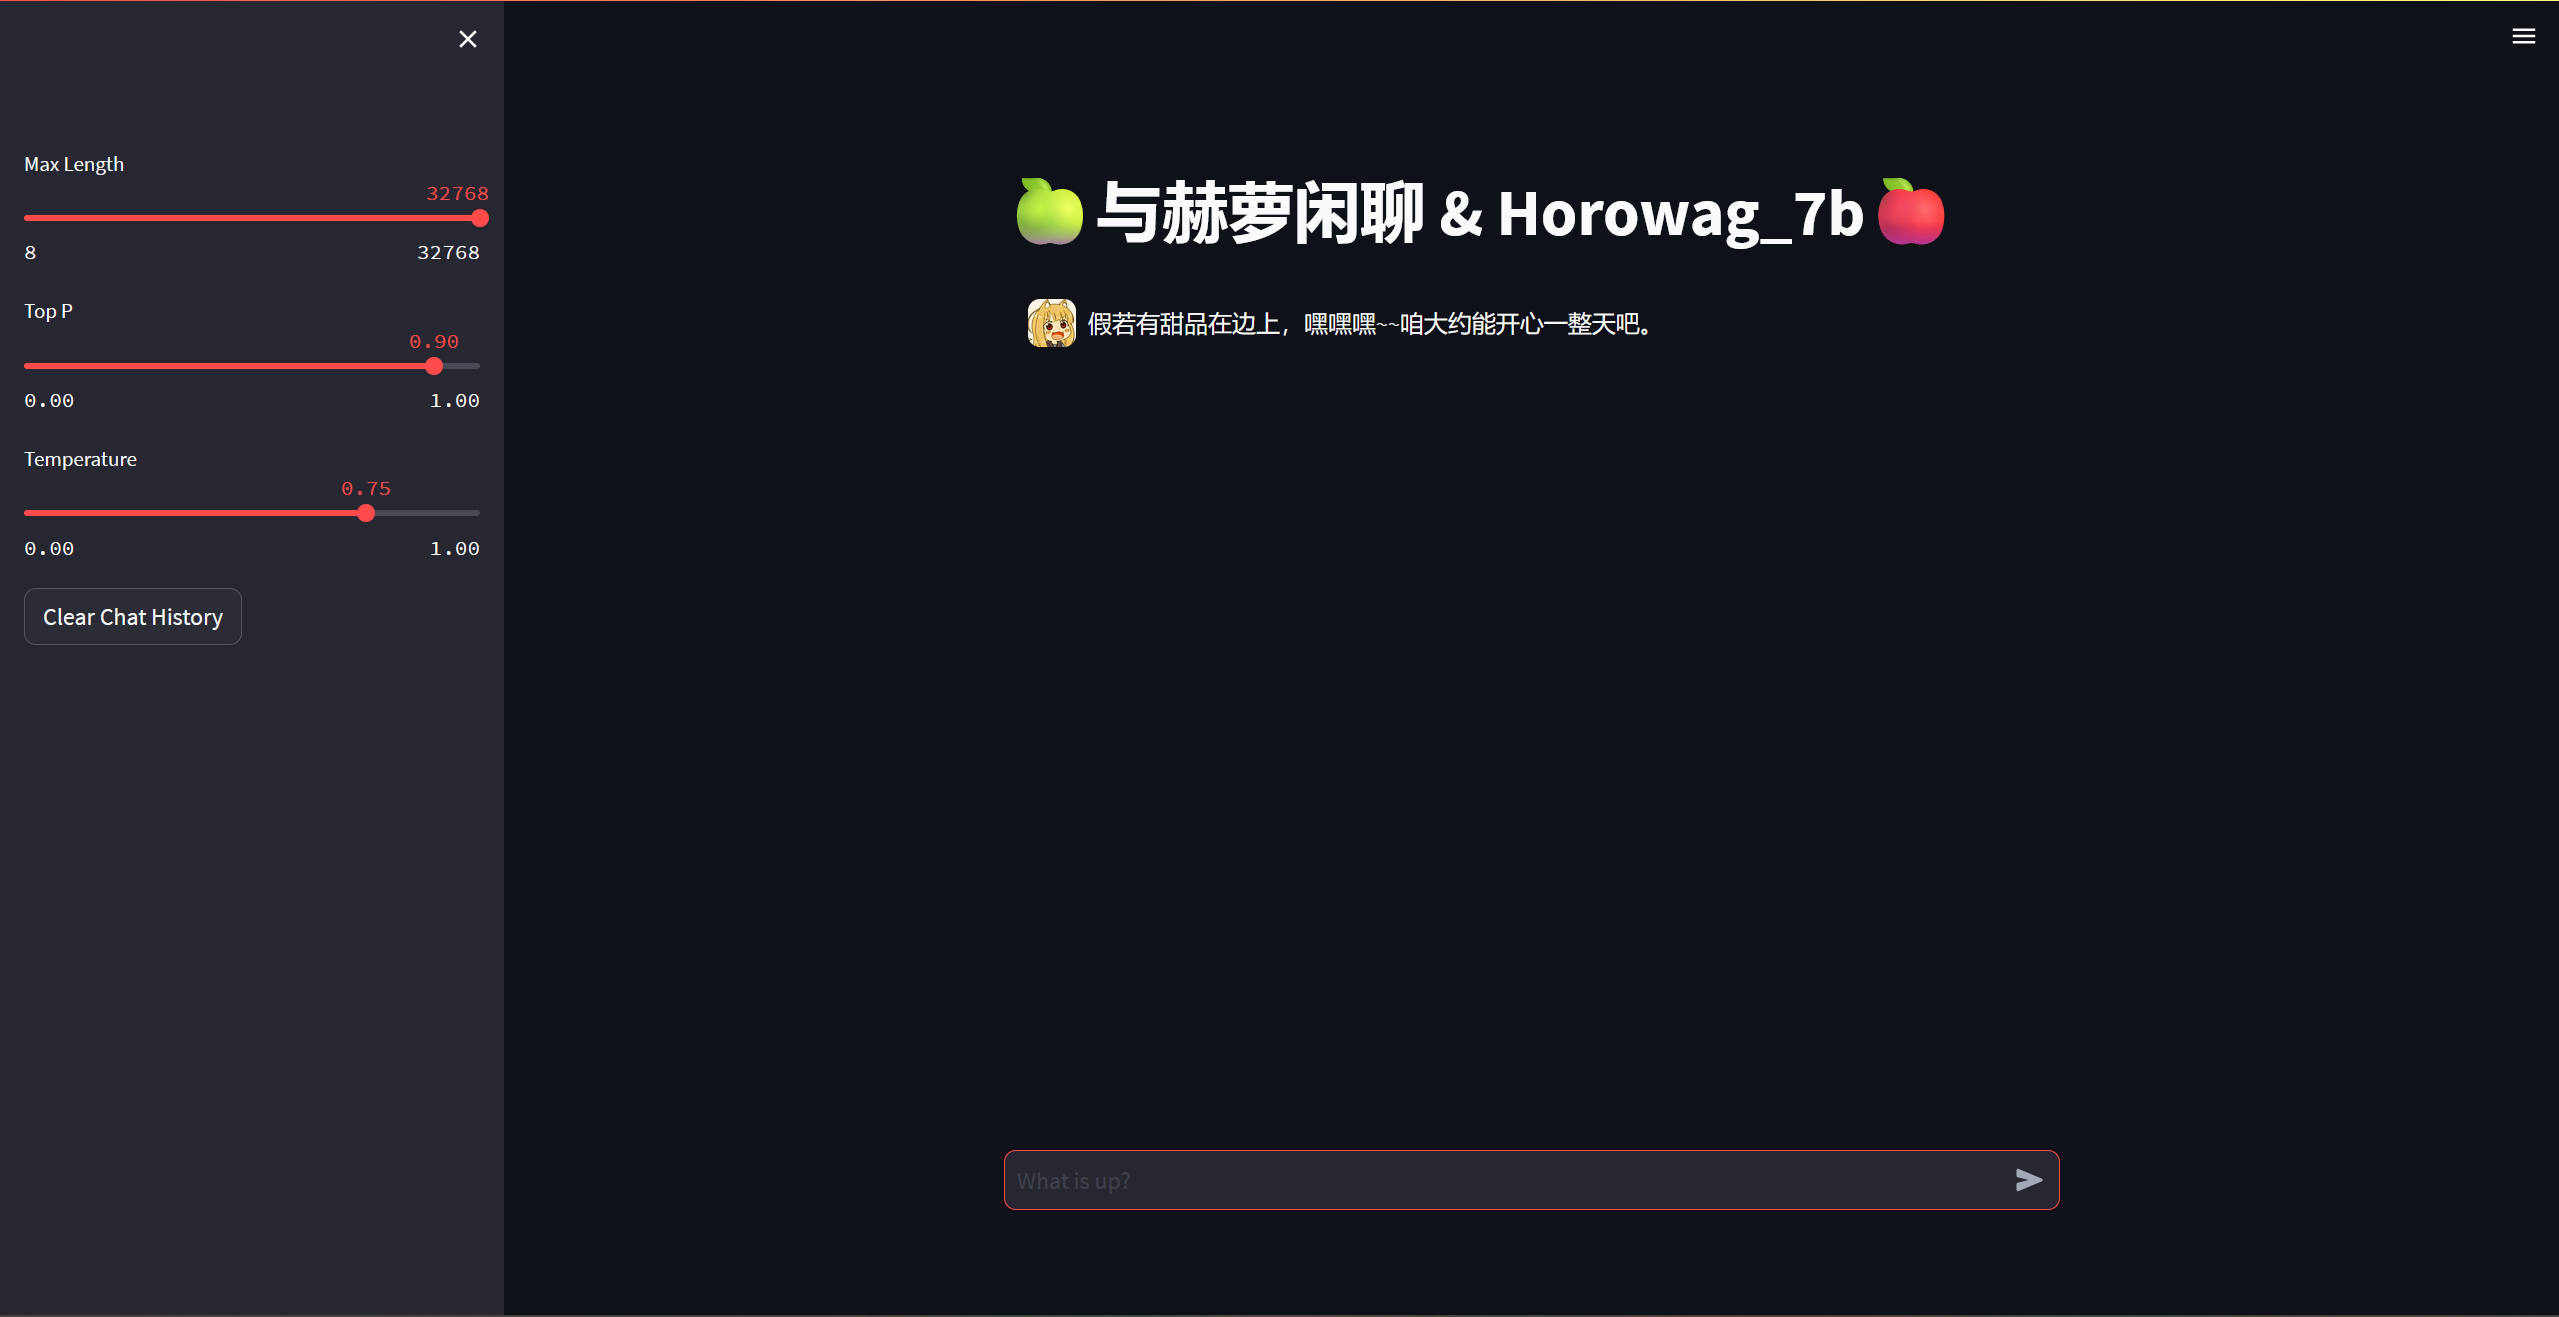 Max Length
32768
8 32768
Top P
0.90
0.00 1.00
Temperature
0.75
0.00 1.00
Clear Chat History
🍏 与赫萝闲聊 & Horowag_7b 🍎
假若有甜品在边上，嘿嘿嘿~~咱大约能开心一整天吧。
What is up?